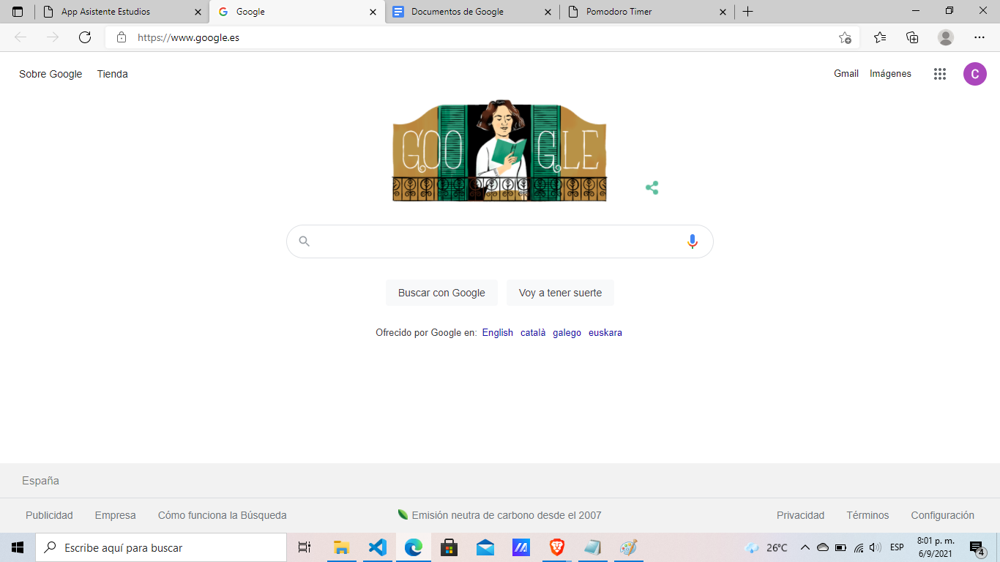 App Asistente Estudios
Google
Documentos de Google
Pomodoro Timer
https://www.google.es
Sobre Google
Tienda
Gmail
Imágenes
C
GOOGLE
Buscar con Google
Voy a tener suerte
Ofrecido por Google en: English català galego euskara
España
Publicidad
Empresa
Cómo funciona la Búsqueda
Emisión neutra de carbono desde el 2007
Privacidad
Términos
Configuración
Escribe aquí para buscar
26°C
ESP
8:01 p. m.
6/9/2021
4